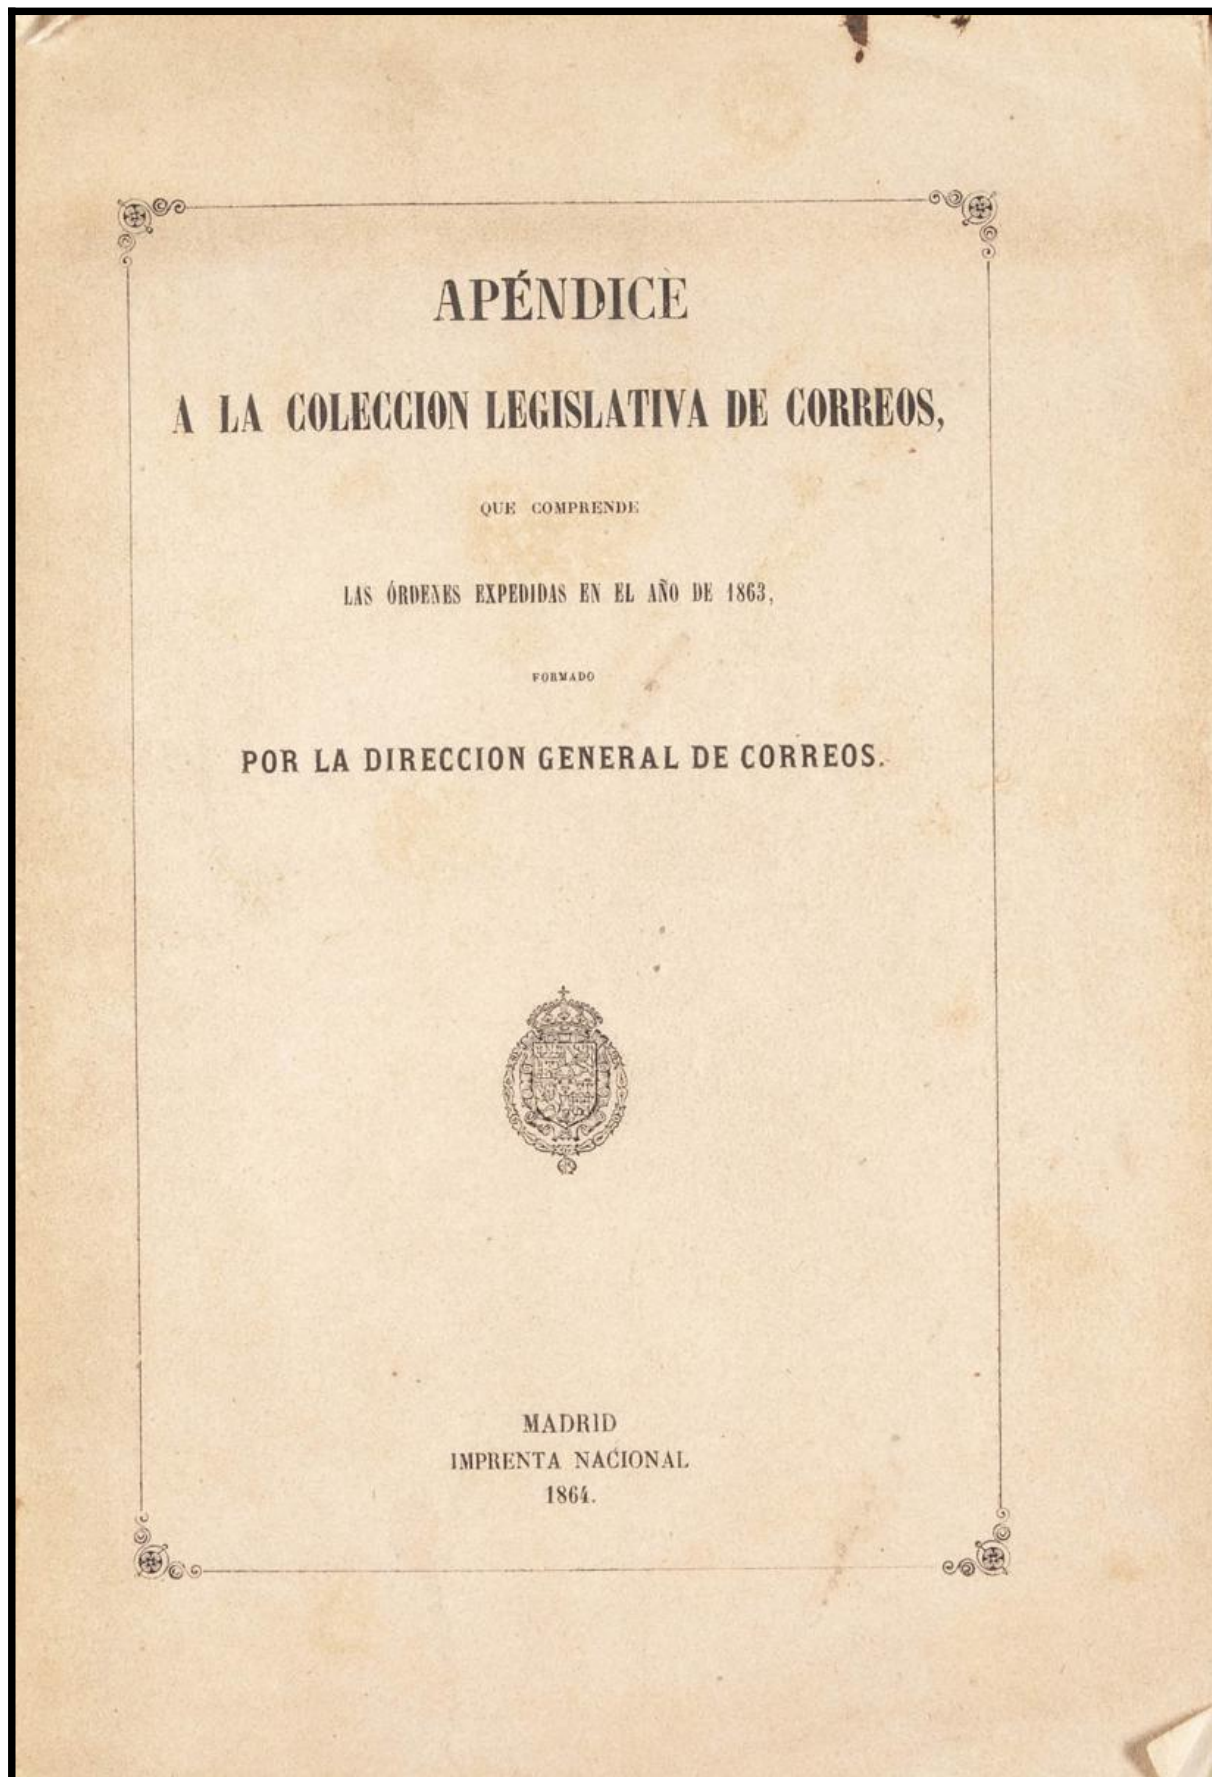 APÉNDICE
A LA COLECCION LEGISLATIVA DE CORREOS,
QUE COMPRENDE
LAS ÓRDENES EXPEDIDAS EN EL AÑO DE 1863,
FORMADO
POR LA DIRECCION GENERAL DE CORREOS.
MADRID
IMPRENTA NACIONAL
1864.